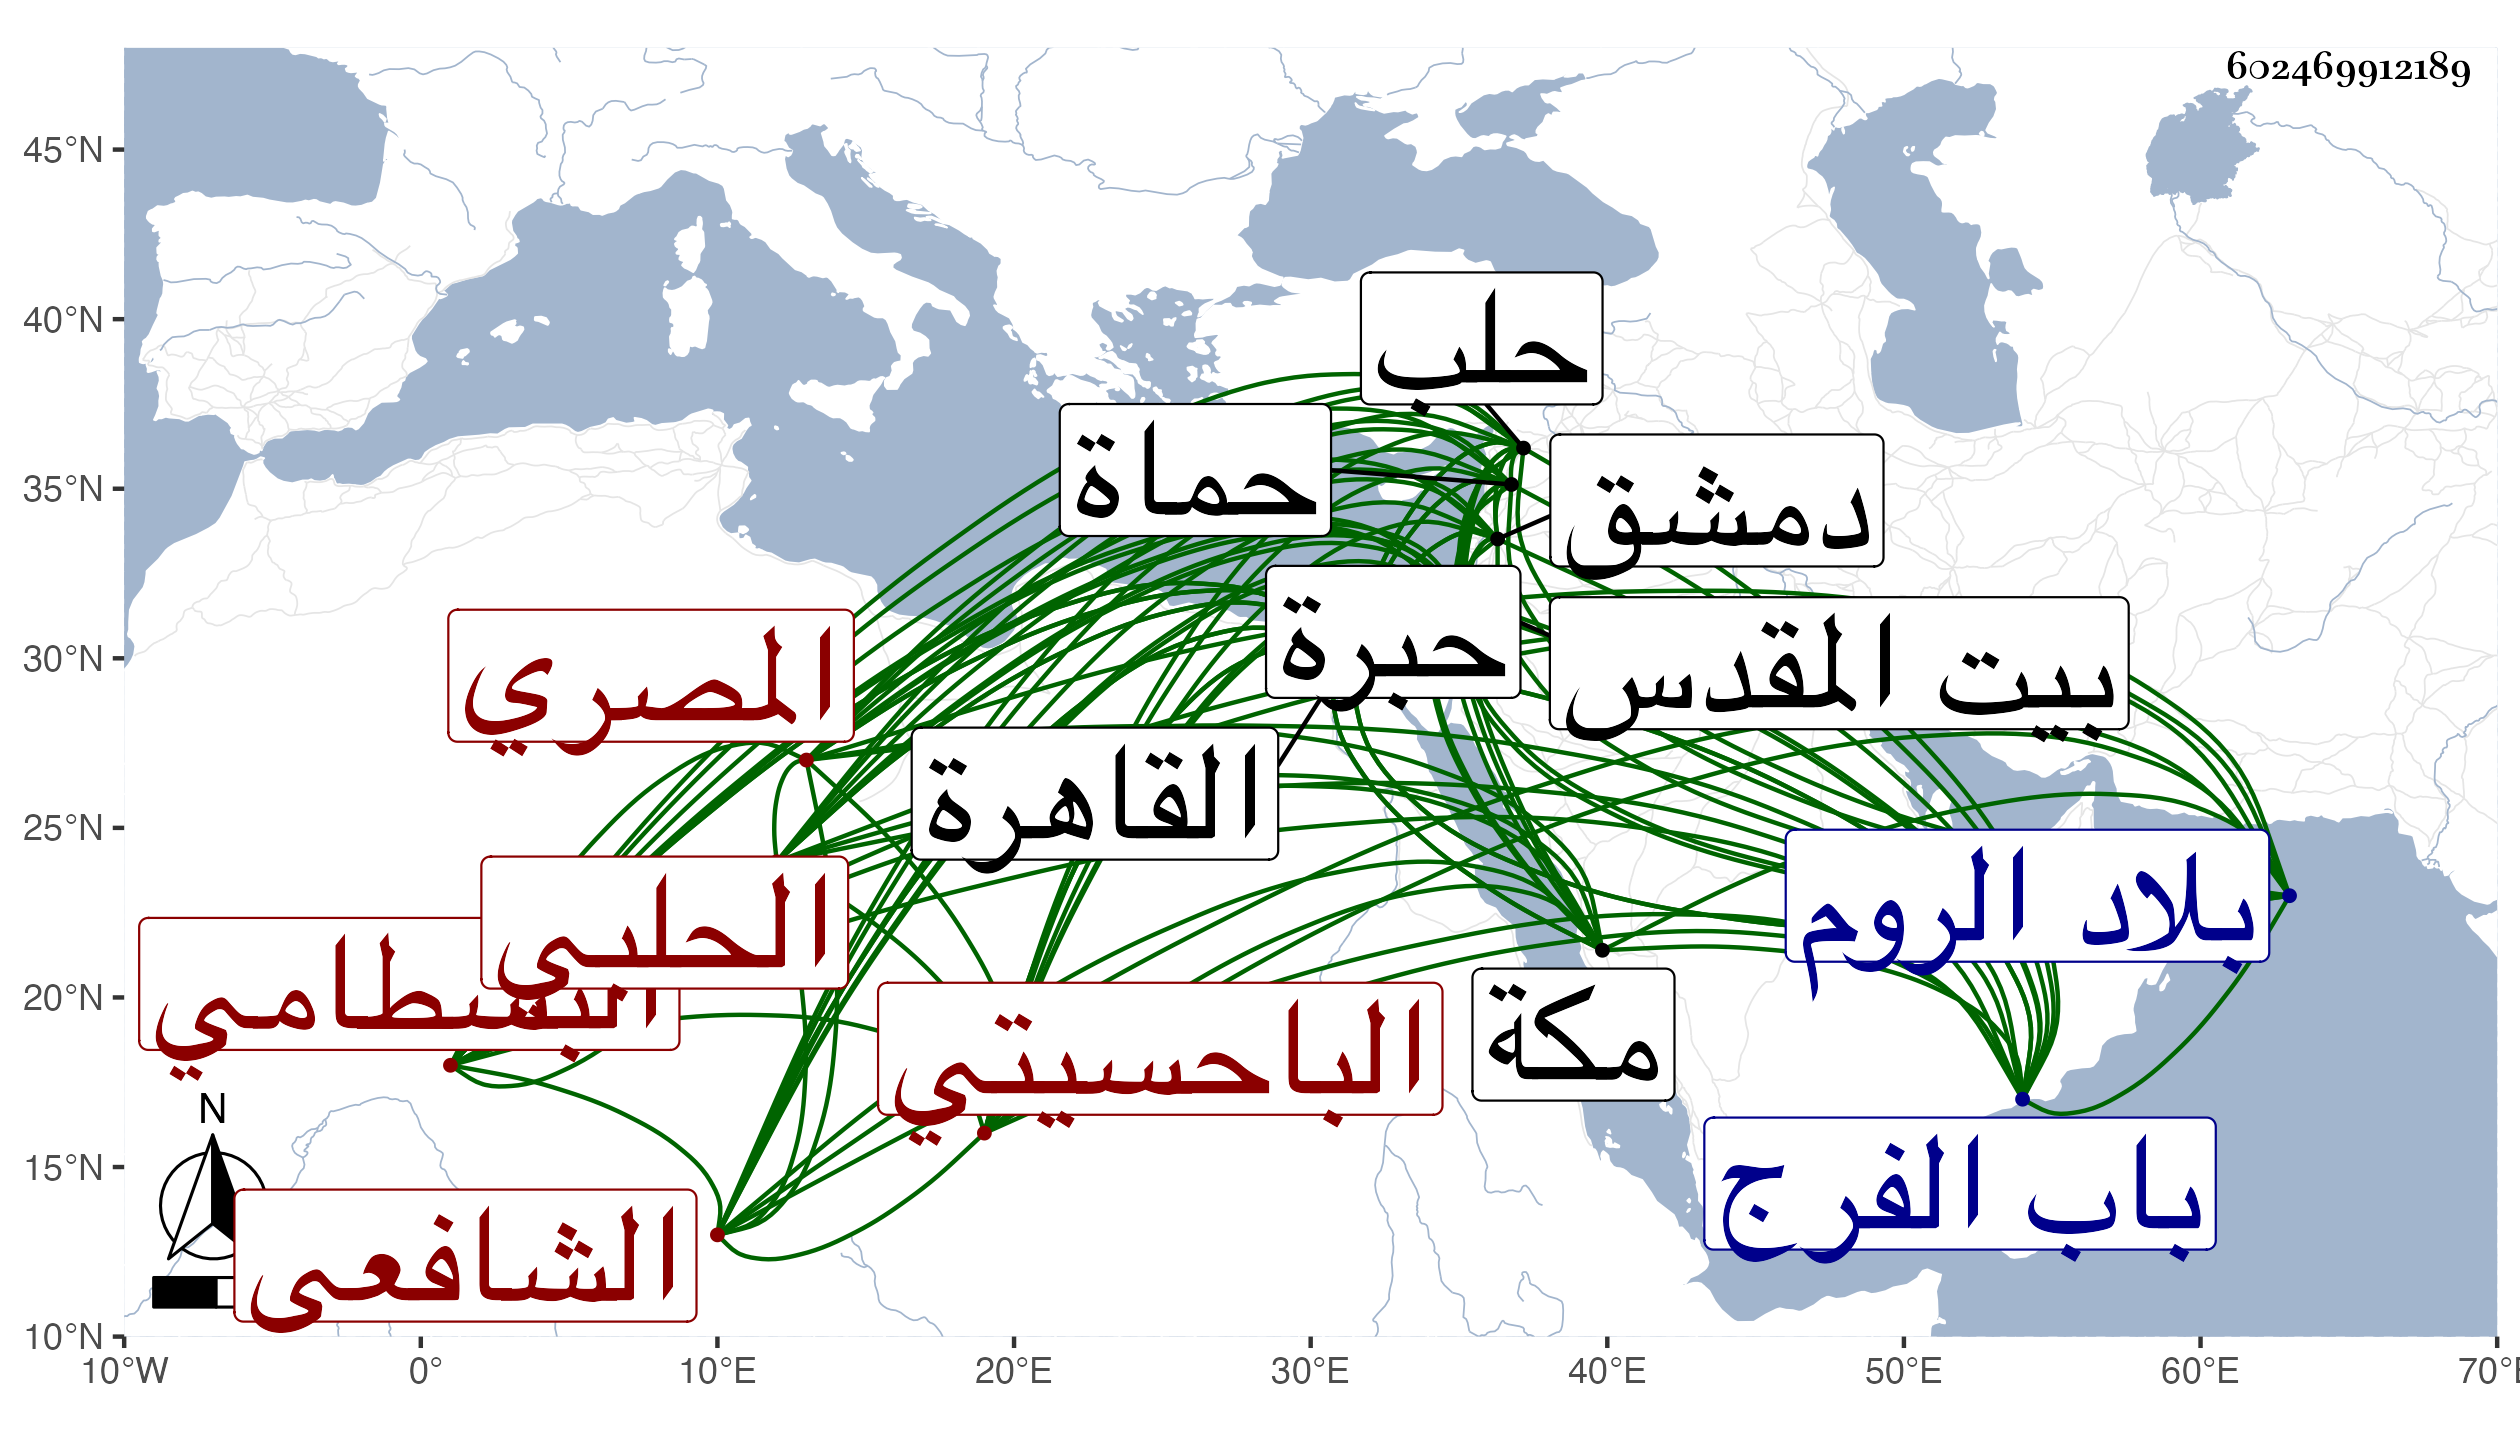 602469912189
45°N
40°N
35°N
30°N
25°N
20°N
15°N
10°N
10°W
0°
10°E
20°E
30°E
40°E
50°E
60°E
70°E
حلب
حماة
دمشق
حبرة
بيت المقدس
المصري
القاهرة
بلاد الروم
الحلبي
البسطامي
مكة
الباحسيتي
باب الفرج
الشافعى
N